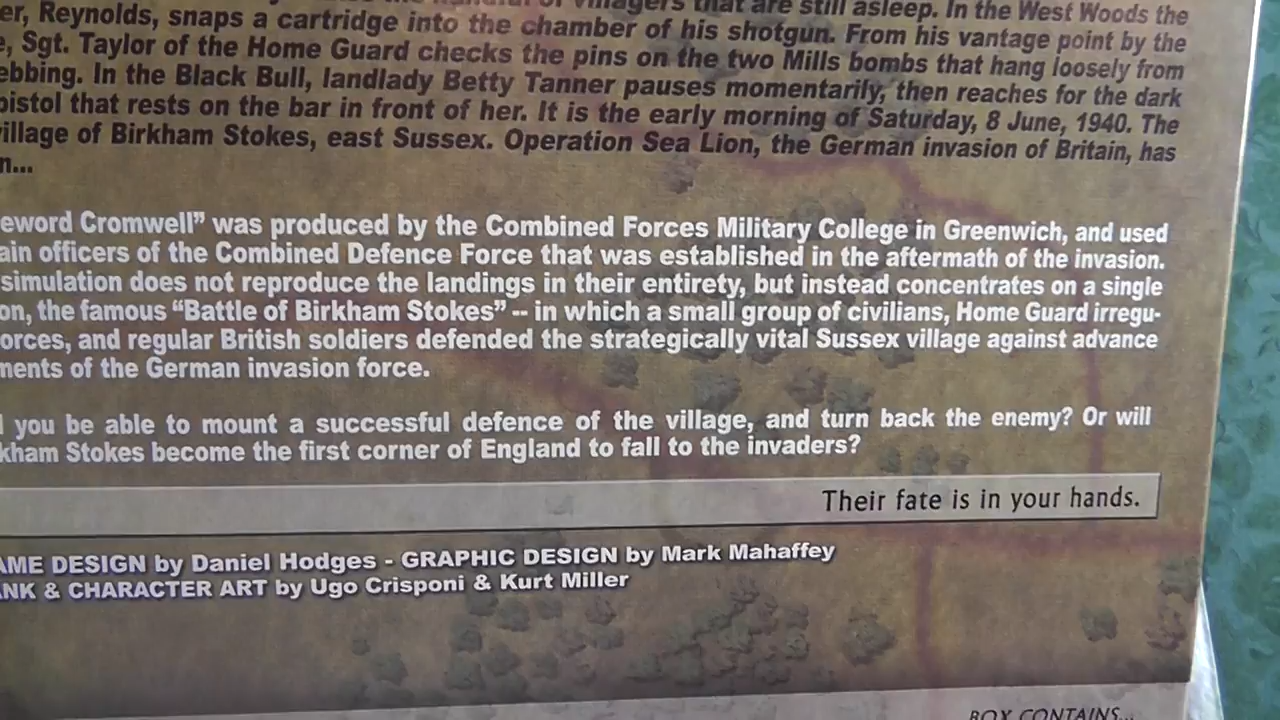 villagers that are still asleep. In the West Woods the
er, Reynolds, snaps a cartridge into the chamber of his shotgun. From his vantage point by the
e, Sgt. Taylor of the Home Guard checks the pins on the two Mills bombs that hang loosely from
ebbing. In the Black Bull, landlady Betty Tanner pauses momentarily, then reaches for the dark
pistol that rests on the bar in front of her. It is the early morning of Saturday, 8 June, 1940. The
village of Birkham Stokes, east Sussex. Operation Sea Lion, the German invasion of Britain, has
n...
eword Cromwell” was produced by the Combined Forces Military College in Greenwich, and used
ain officers of the Combined Defence Force that was established in the aftermath of the invasion.
simulation does not reproduce the landings in their entirety, but instead concentrates on a single
on, the famous “Battle of Birkham Stokes” -- in which a small group of civilians, Home Guard irregu-
orces, and regular British soldiers defended the strategically vital Sussex village against advance
ments of the German invasion force.
you be able to mount a successful defence of the village, and turn back the enemy? Or will
kham Stokes become the first corner of England to fall to the invaders?
Their fate is in your hands.
AME DESIGN by Daniel Hodges - GRAPHIC DESIGN by Mark Mahaffey
NK & CHARACTER ART by Ugo Crisponi & Kurt Miller
BOX CONTAINS...